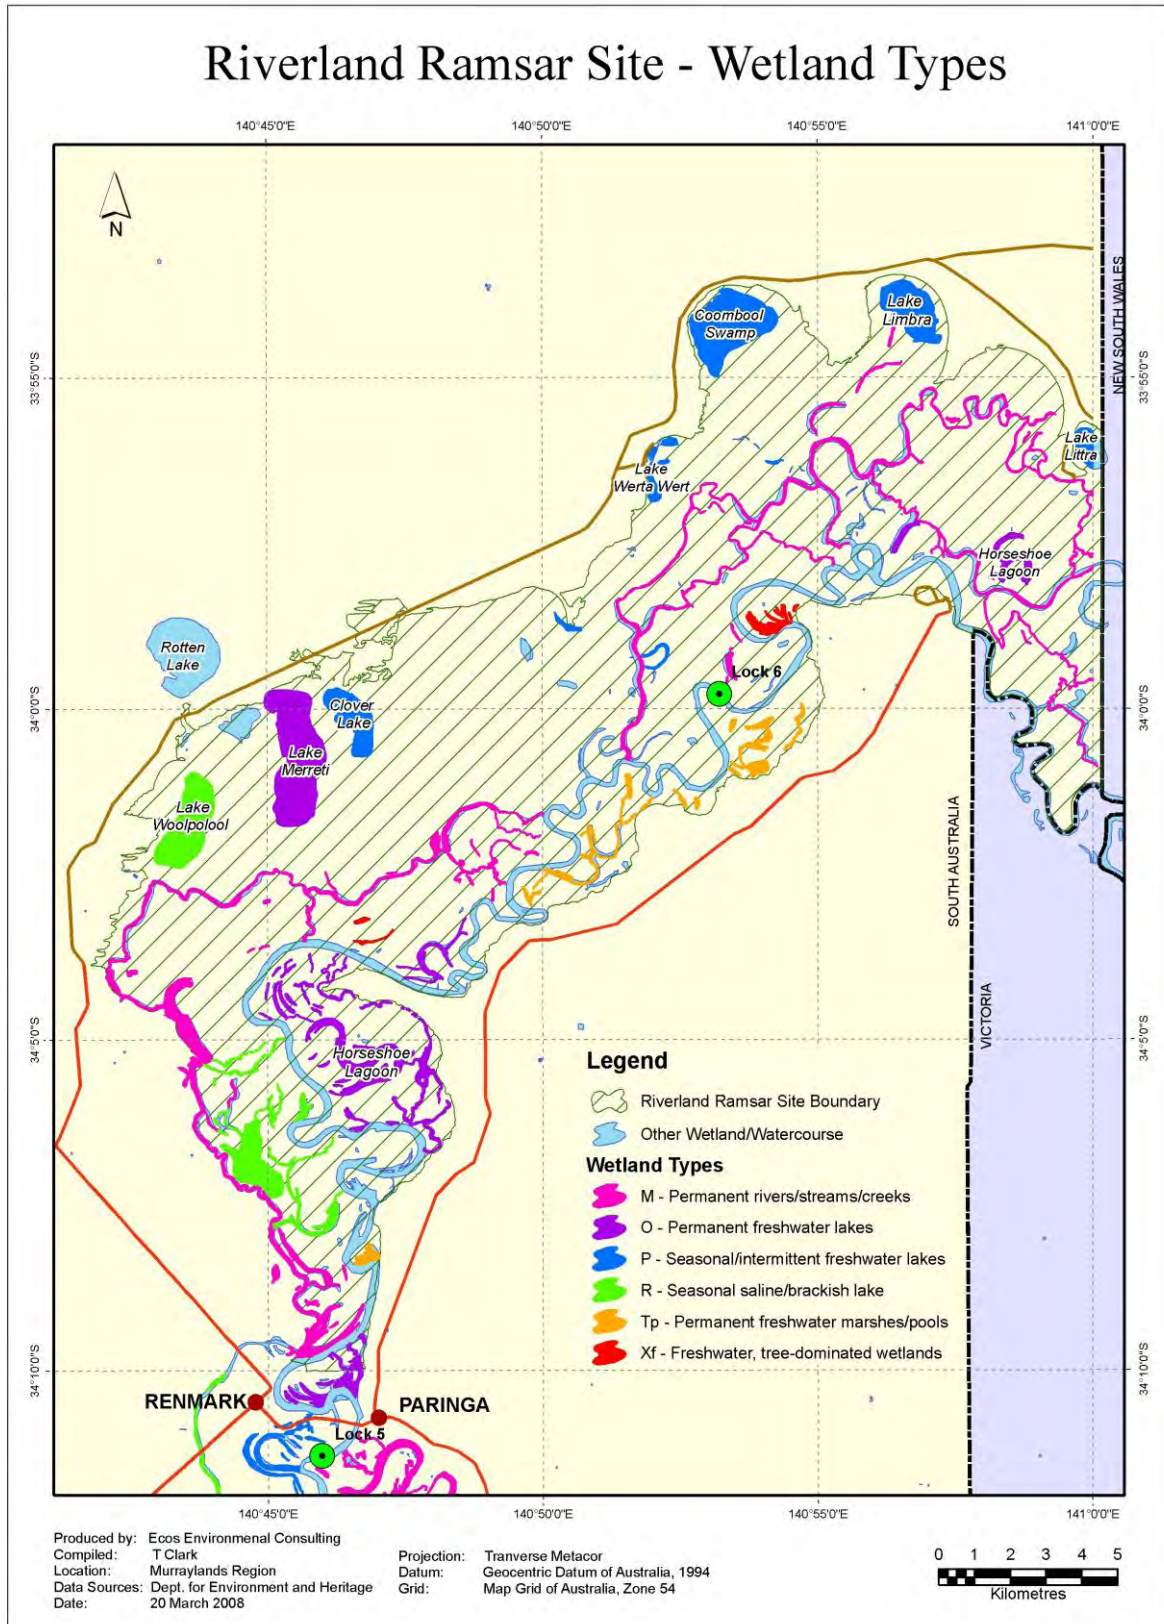 Riverland Ramsar Site - Wetland Types
140°45'0"E
140°50'0"E
140°55'0"E
141°0'0"E
N
NEW SOUTH WALES
Coombool
Swamp
Lake
Limbra
33°55'0"S
33°55'0"S
Lake
Littra
Lake
Werta Wert
Horseshoe
Lagoon
Rotten
Lake
Lock 6
Clover
Lake
34°0'0"S
34°0'0"S
Lake
Merreti
Lake
Woolpolool
SOUTH AUSTRALIA
VICTORIA
34°5'0"S
34°5'0"S
Horseshoe
Lagoon
Legend
Riverland Ramsar Site Boundary
Other Wetland/Watercourse
Wetland Types
M - Permanent rivers/streams/creeks
O - Permanent freshwater lakes
P - Seasonal/intermittent freshwater lakes
R - Seasonal saline/brackish lake
Tp - Permanent freshwater marshes/pools
Xf - Freshwater, tree-dominated wetlands
34°10'0"S
34°10'0"S
RENMARK
PARINGA
Lock 5
140°45'0"E
140°50'0"E
140°55'0"E
141°0'0"E
Produced by: Ecos Environmenal Consulting
Compiled: T Clark
Location: Murraylands Region
Data Sources: Dept. for Environment and Heritage
Date: 20 March 2008
Projection: Tranverse Metacor
Datum: Geocentric Datum of Australia, 1994
Grid: Map Grid of Australia, Zone 54
0 1 2 3 4 5
Kilometres